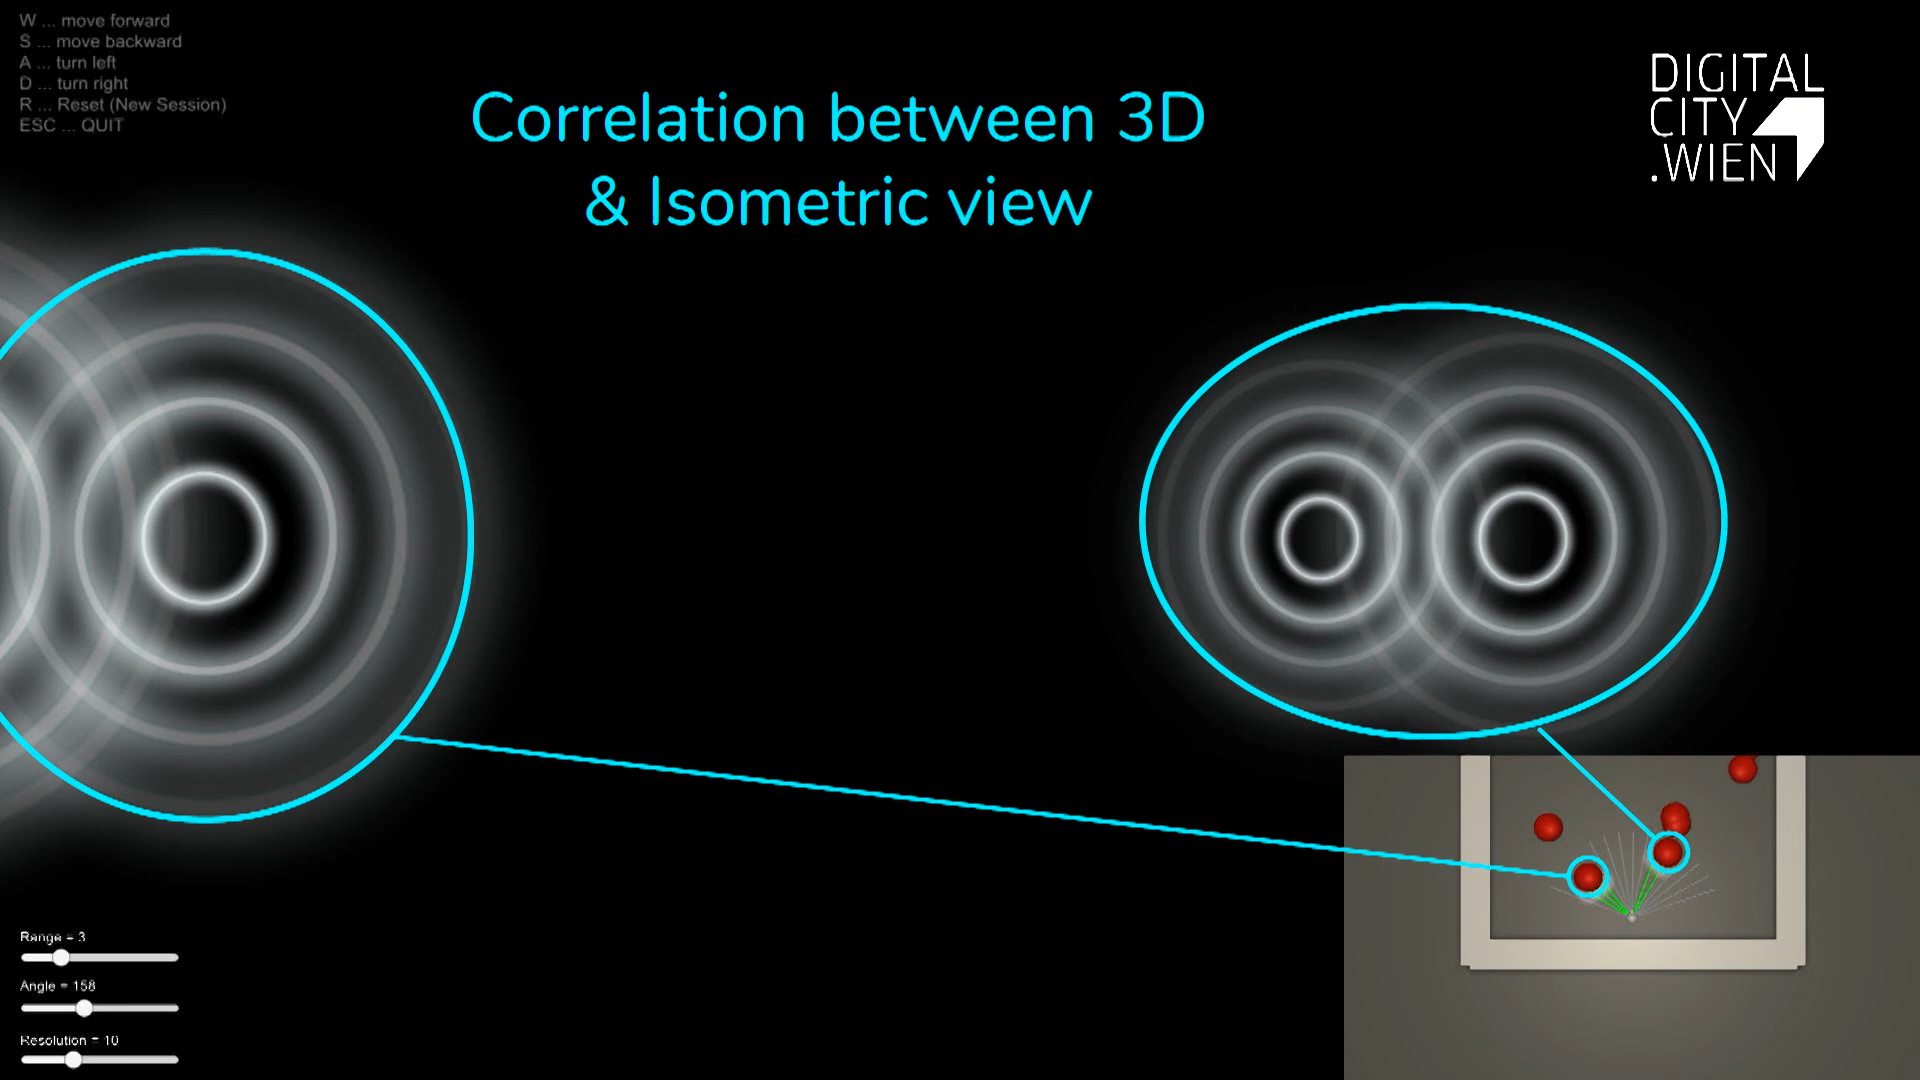 W ... move forward
S ... move backward
A ... turn left
D ... turn right
R ... Reset (New Session)
ESC ... QUIT
Correlation between 3D
& Isometric view
DIGITAL
CITY
.WIEN
Range = 3
Angle = 158
Resolution = 10